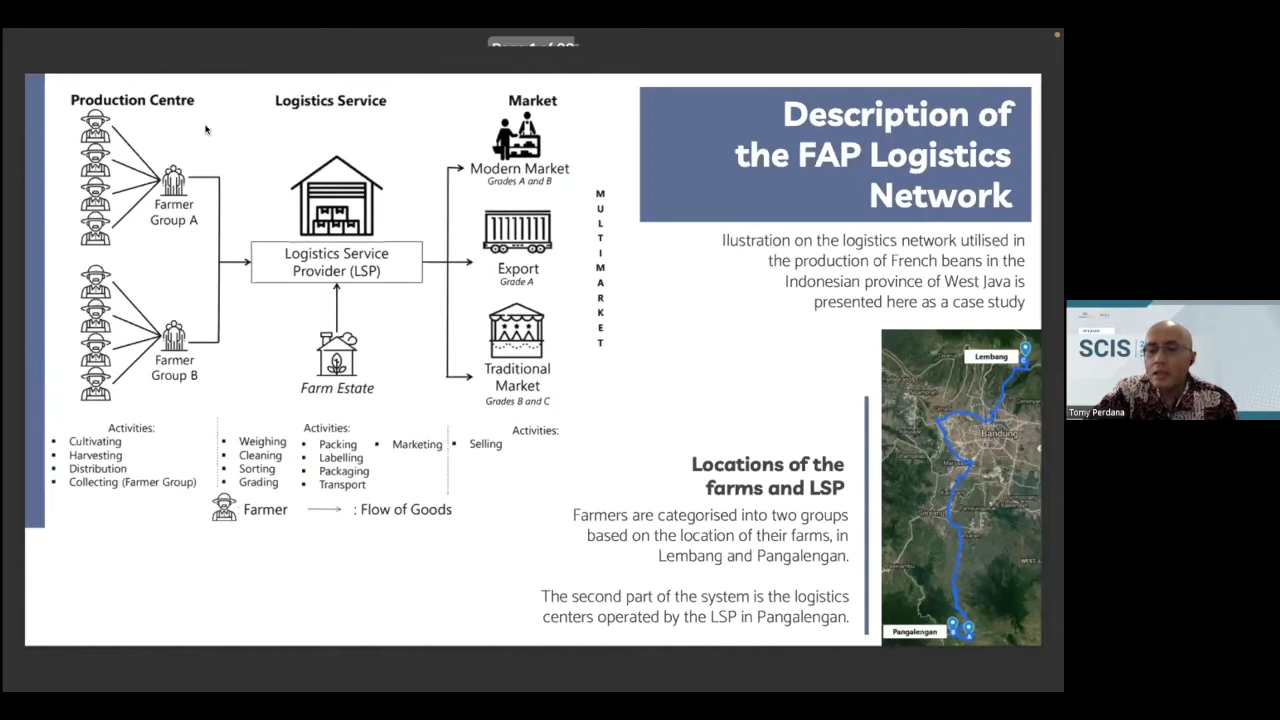 Production Centre
Logistics Service
Market
Modern Market
Grades A and B
Farmer
Group A
Logistics Service
Provider (LSP)
Export
Grade A
MULTIMARKET
Farmer
Group B
Farm Estate
Traditional
Market
Grades B and C
Activities:
Cultivating
Harvesting
Distribution
Collecting (Farmer Group)
Activities:
Weighing
Cleaning
Sorting
Grading
Packing
Labelling
Packaging
Transport
Marketing
Activities:
Selling
Farmer
: Flow of Goods
Description of
the FAP Logistics
Network
Ilustration on the logistics network utilised in
the production of French beans in the
Indonesian province of West Java is
presented here as a case study
Locations of the
farms and LSP
Farmers are categorised into two groups
based on the location of their farms, in
Lembang and Pangalengan.
The second part of the system is the logistics
centers operated by the LSP in Pangalengan.
Lembang
Bandung
Pangalengan
SCIS
Tomy Perdana